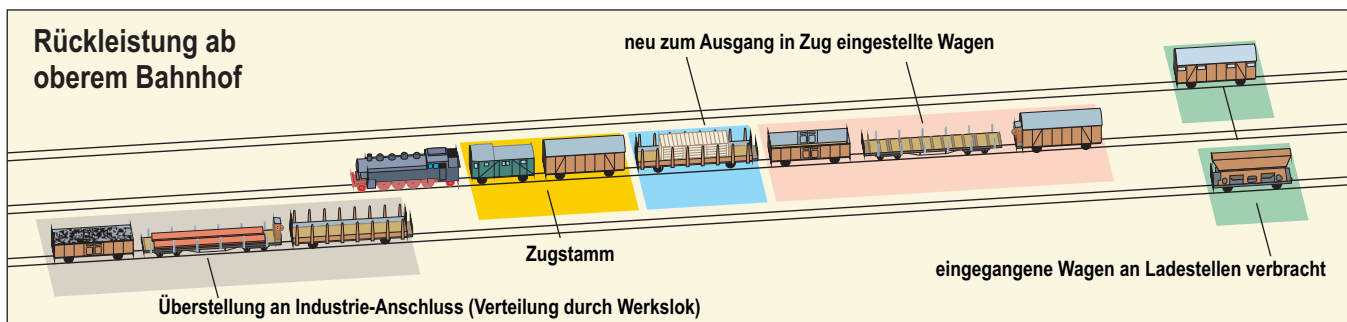 Rückleistung ab
oberem Bahnhof
neu zum Ausgang in Zug eingestellte Wagen
Zugstamm
eingegangene Wagen an Ladestellen verbracht
Überstellung an Industrie-Anschluss (Verteilung durch Werkslok)